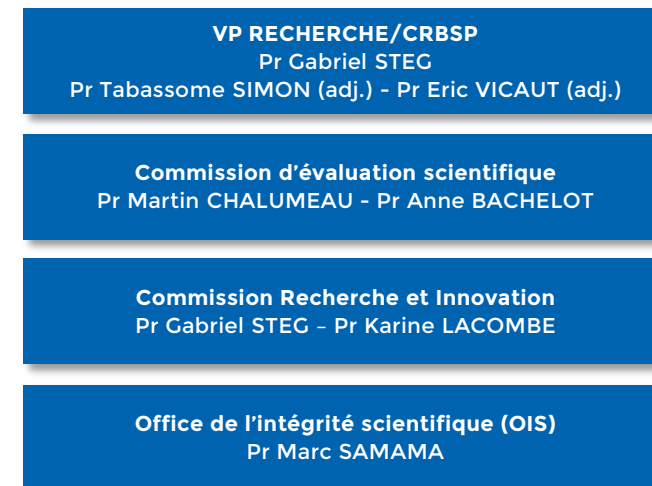 VP RECHERCHE/CRBSP
Pr Gabriel STEG
Pr Tabassome SIMON (adj.) - Pr Eric VICAUT (adj.)
Commission d’évaluation scientifique
Pr Martin CHALUMEAU - Pr Anne BACHELOT
Commission Recherche et Innovation
Pr Gabriel STEG – Pr Karine LACOMBE
Office de l’intégrité scientifique (OIS)
Pr Marc SAMAMA